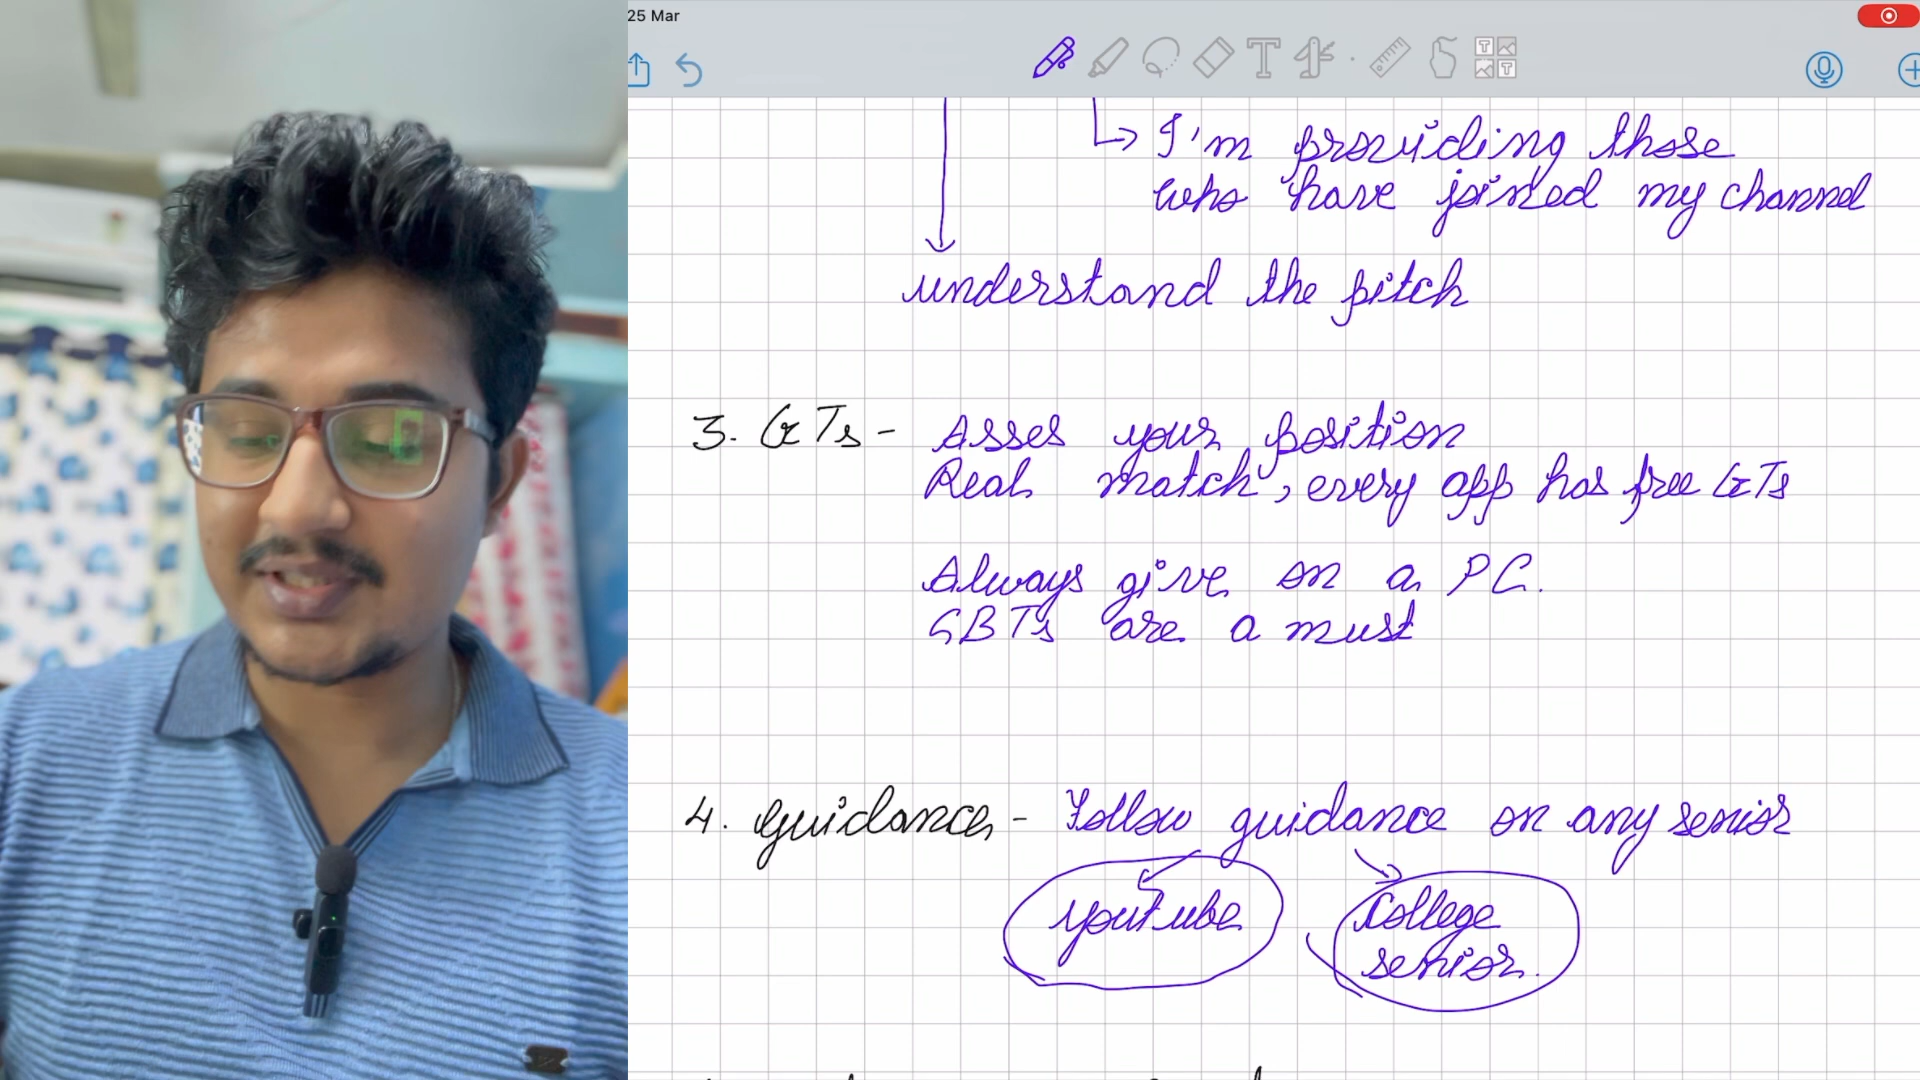 25 Mar
I'm providing those
who have joined my channel
understand the pitch
3. GTs - Asses your position
Real match, every app has free GTs
Always give on a PC.
SBTs are a must
4. Guidance - Follow guidance on any senior
youtube
College
senior.